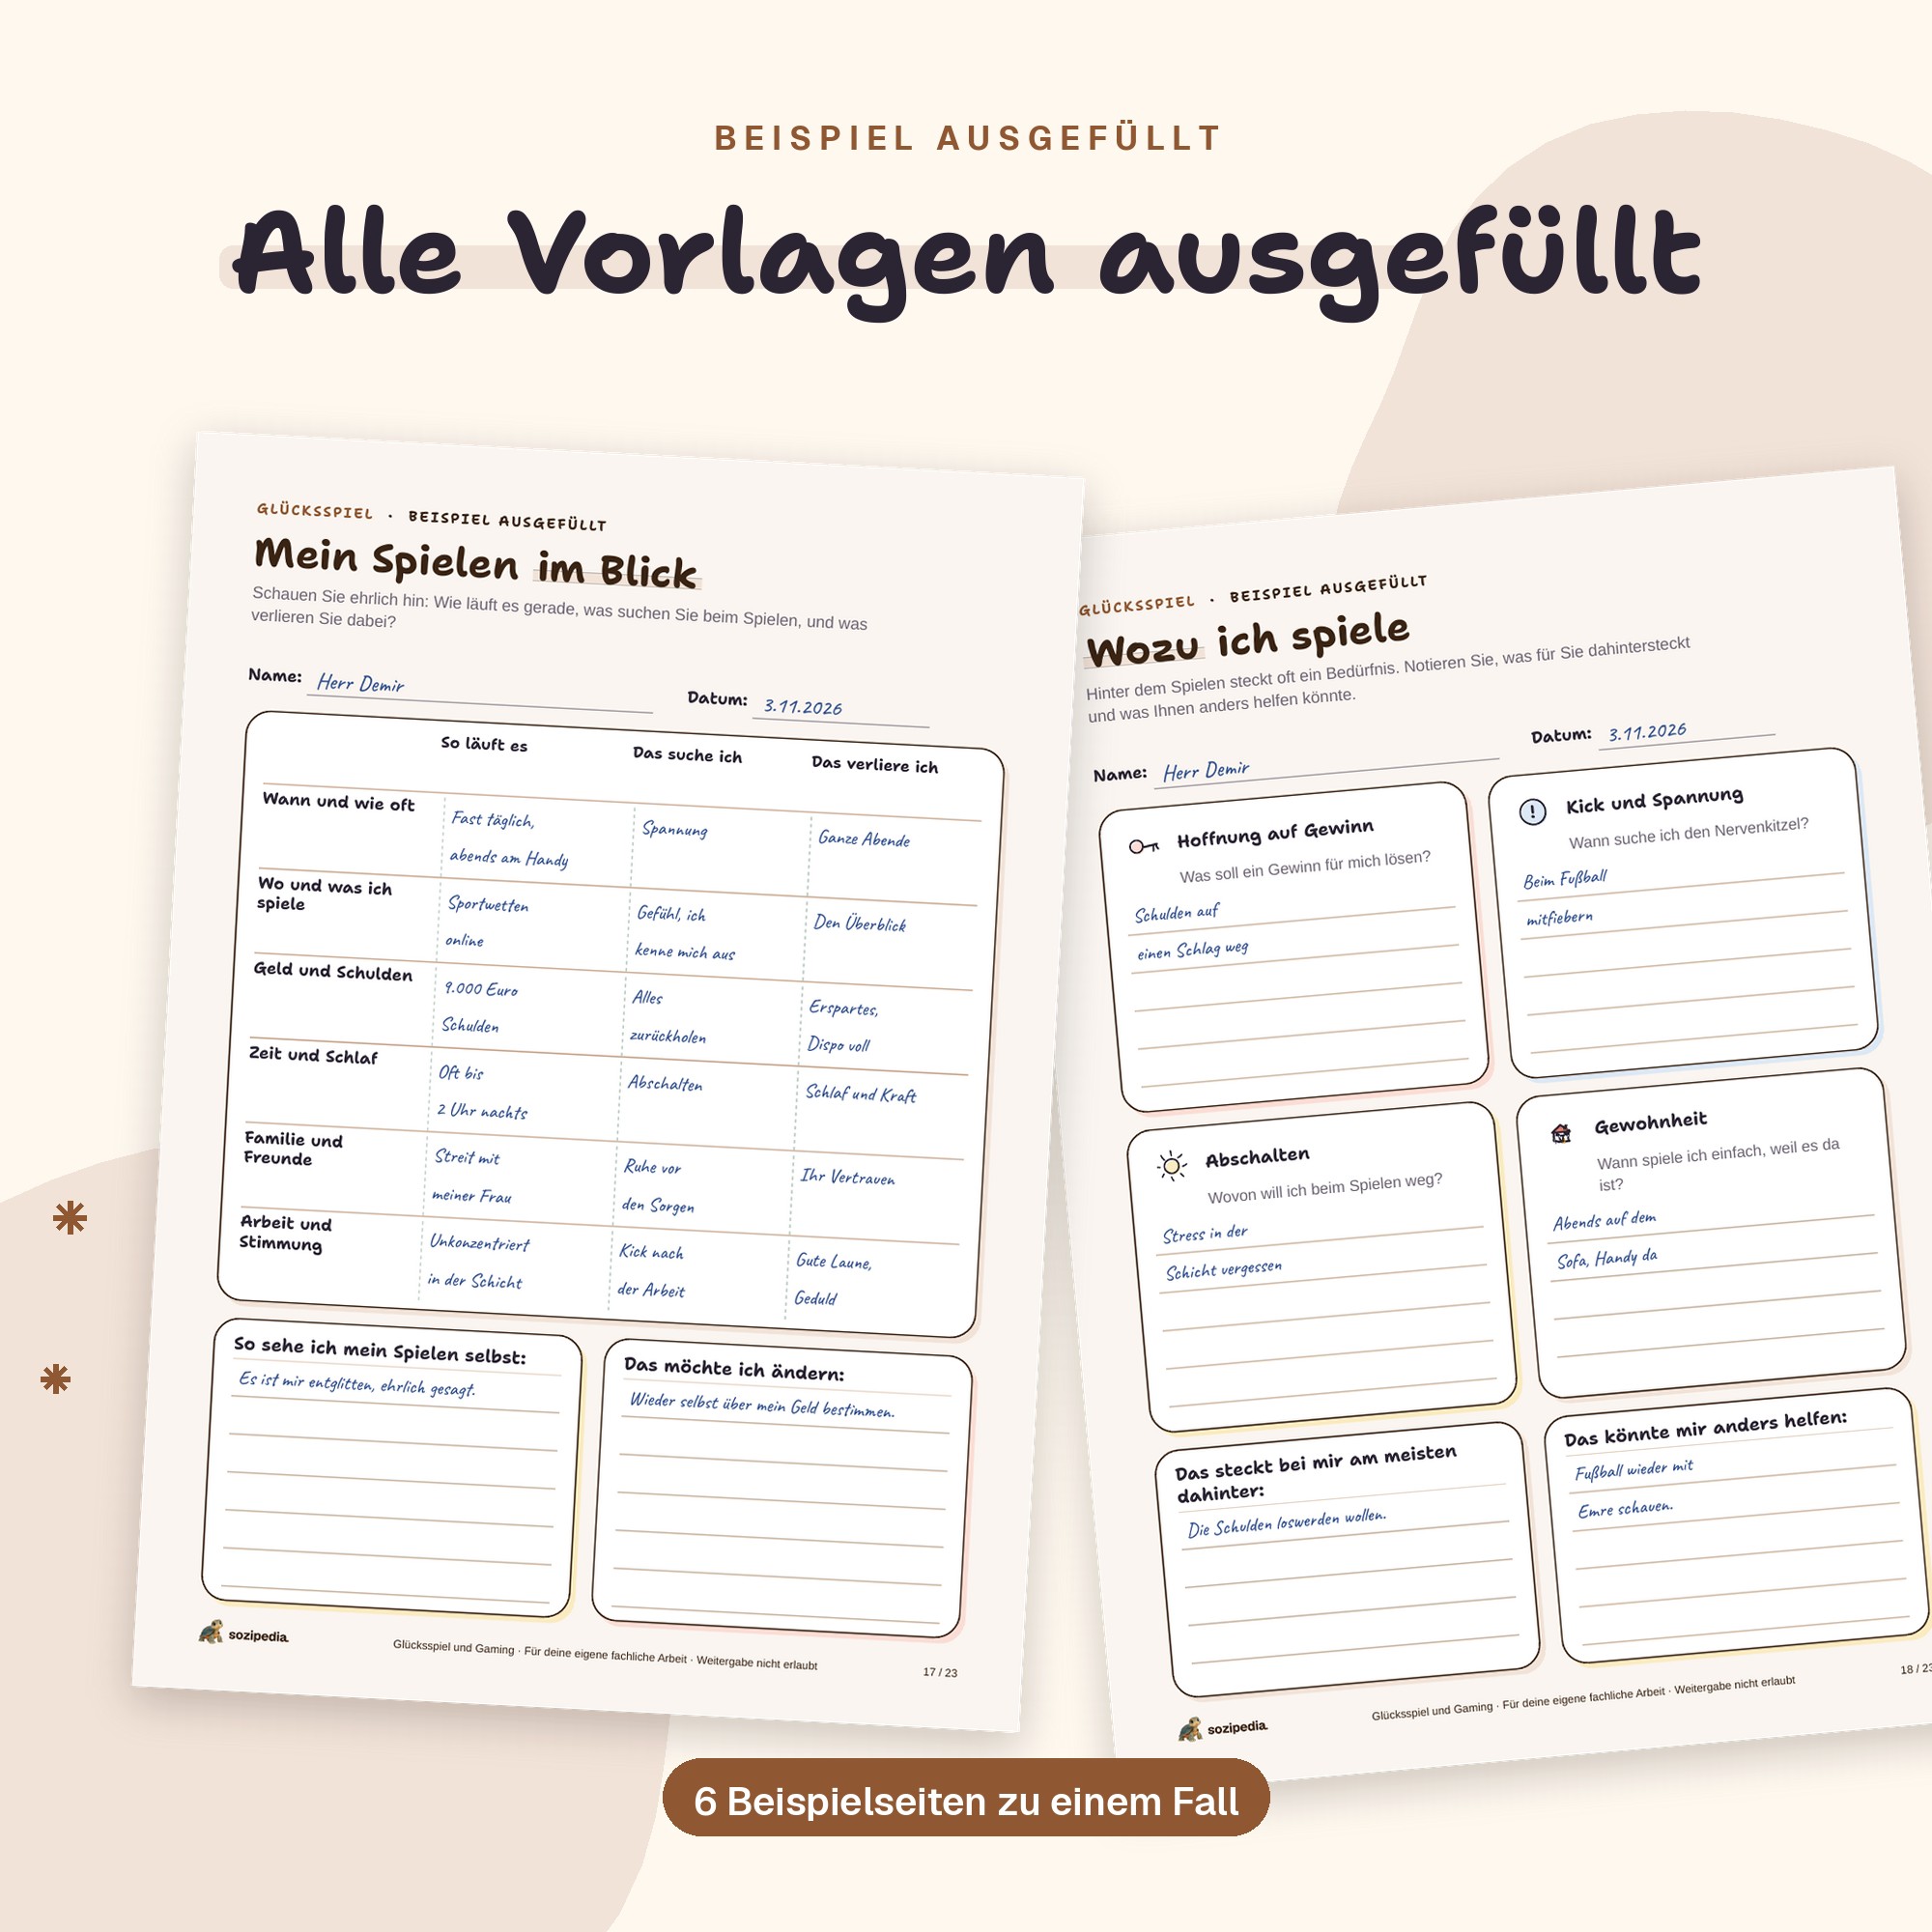 BEISPIEL AUSGEFÜLLT
Alle Vorlagen ausgefüllt
GLÜCKSSPIEL · BEISPIEL AUSGEFÜLLT
Mein Spielen im Blick
Schauen Sie ehrlich hin: Wie läuft es gerade, was suchen Sie beim Spielen, und was
verlieren Sie dabei?
Name: Herr Demir Datum: 3.11.2026
So läuft es Das suche ich Das verliere ich
Wann und wie oft
Fast täglich,
abends am Handy
Spannung
Ganze Abende
Wo und was ich
spiele
Sportwetten
online
Gefühl, ich
kenne mich aus
Den Überblick
Geld und Schulden
9.000 Euro
Schulden
Alles
zurückholen
Erspartes,
Dispo voll
Zeit und Schlaf
Oft bis
2 Uhr nachts
Abschalten
Schlaf und Kraft
Familie und
Freunde
Streit mit
meiner Frau
Ruhe vor
den Sorgen
Ihr Vertrauen
Arbeit und
Stimmung
Unkonzentriert
in der Schicht
Kick nach
der Arbeit
Gute Laune,
Geduld
So sehe ich mein Spielen selbst:
Es ist mir entglitten, ehrlich gesagt.
Das möchte ich ändern:
Wieder selbst über mein Geld bestimmen.
sozipedia.
Glücksspiel und Gaming · Für deine eigene fachliche Arbeit · Weitergabe nicht erlaubt
17 / 23
GLÜCKSSPIEL · BEISPIEL AUSGEFÜLLT
Wozu ich spiele
Hinter dem Spielen steckt oft ein Bedürfnis. Notieren Sie, was für Sie dahintersteckt
und was Ihnen anders helfen könnte.
Name: Herr Demir Datum: 3.11.2026
Hoffnung auf Gewinn
Was soll ein Gewinn für mich lösen?
Schulden auf
einen Schlag weg
Kick und Spannung
Wann suche ich den Nervenkitzel?
Beim Fußball
mitfiebern
Abschalten
Wovon will ich beim Spielen weg?
Stress in der
Schicht vergessen
Gewohnheit
Wann spiele ich einfach, weil es da
ist?
Abends auf dem
Sofa, Handy da
Das steckt bei mir am meisten
dahinter:
Die Schulden loswerden wollen.
Das könnte mir anders helfen:
Fußball wieder mit
Emre schauen.
sozipedia.
Glücksspiel und Gaming · Für deine eigene fachliche Arbeit · Weitergabe nicht erlaubt
18 / 23
6 Beispielseiten zu einem Fall